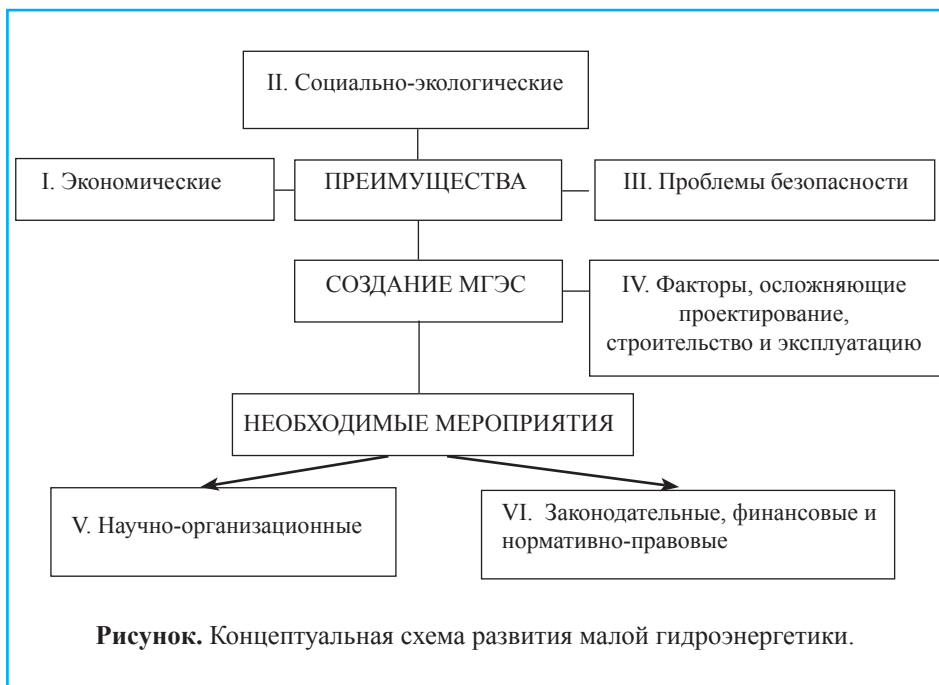 II. Социально-экологические
I. Экономические
ПРЕИМУЩЕСТВА
III. Проблемы безопасности
СОЗДАНИЕ МГЭС
IV. Факторы, осложняющие
проектирование,
строительство и эксплуатацию
НЕОБХОДИМЫЕ МЕРОПРИЯТИЯ
V. Научно-организационные
VI. Законодательные, финансовые и
нормативно-правовые
Рисунок. Концептуальная схема развития малой гидроэнергетики.